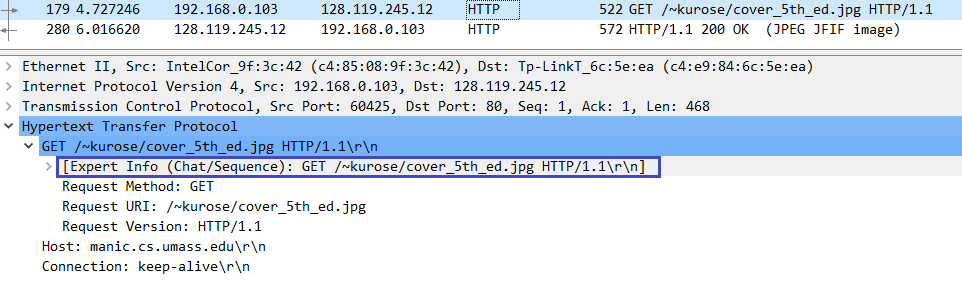 179 4.727246 192.168.0.103 128.119.245.12 HTTP 522 GET /~kurose/cover_5th_ed.jpg HTTP/1.1
280 6.016620 128.119.245.12 192.168.0.103 HTTP 572 HTTP/1.1 200 OK (JPEG JFIF image)
Ethernet II, Src: IntelCor_9f:3c:42 (c4:85:08:9f:3c:42), Dst: Tp-LinkT_6c:5e:ea (c4:e9:84:6c:5e:ea)
Internet Protocol Version 4, Src: 192.168.0.103, Dst: 128.119.245.12
Transmission Control Protocol, Src Port: 60425, Dst Port: 80, Seq: 1, Ack: 1, Len: 468
Hypertext Transfer Protocol
GET /~kurose/cover_5th_ed.jpg HTTP/1.1\r\n
[Expert Info (Chat/Sequence): GET /~kurose/cover_5th_ed.jpg HTTP/1.1\r\n]
Request Method: GET
Request URI: /~kurose/cover_5th_ed.jpg
Request Version: HTTP/1.1
Host: manic.cs.umass.edu\r\n
Connection: keep-alive\r\n